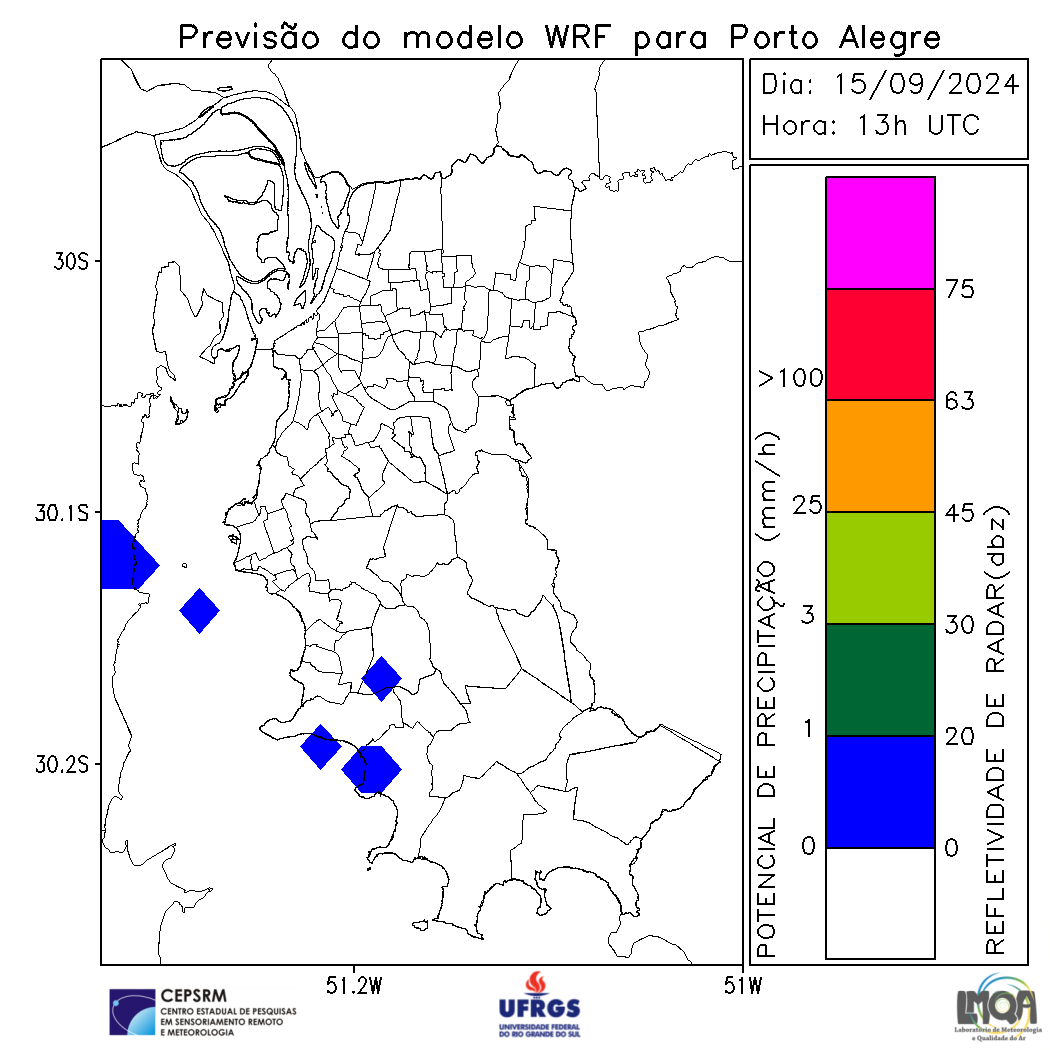 Previsão do modelo WRF para Porto Alegre
Dia: 15/09/2024
Hora: 13h UTC
30S
30.1S
30.2S
51.2W
51W
POTENCIAL DE PRECIPITAÇÃO (mm/h)
>100
25
3
1
0
75
63
45
30
20
0
REFLETIVIDADE DE RADAR(dbz)
CEPSRM
CENTRO ESTADUAL DE PESQUISAS
EM SENSORIAMENTO REMOTO
E METEOROLOGIA
UFRGS
UNIVERSIDADE FEDERAL
DO RIO GRANDE DO SUL
LMQA
Laboratório de Meteorologia
e Qualidade do Ar